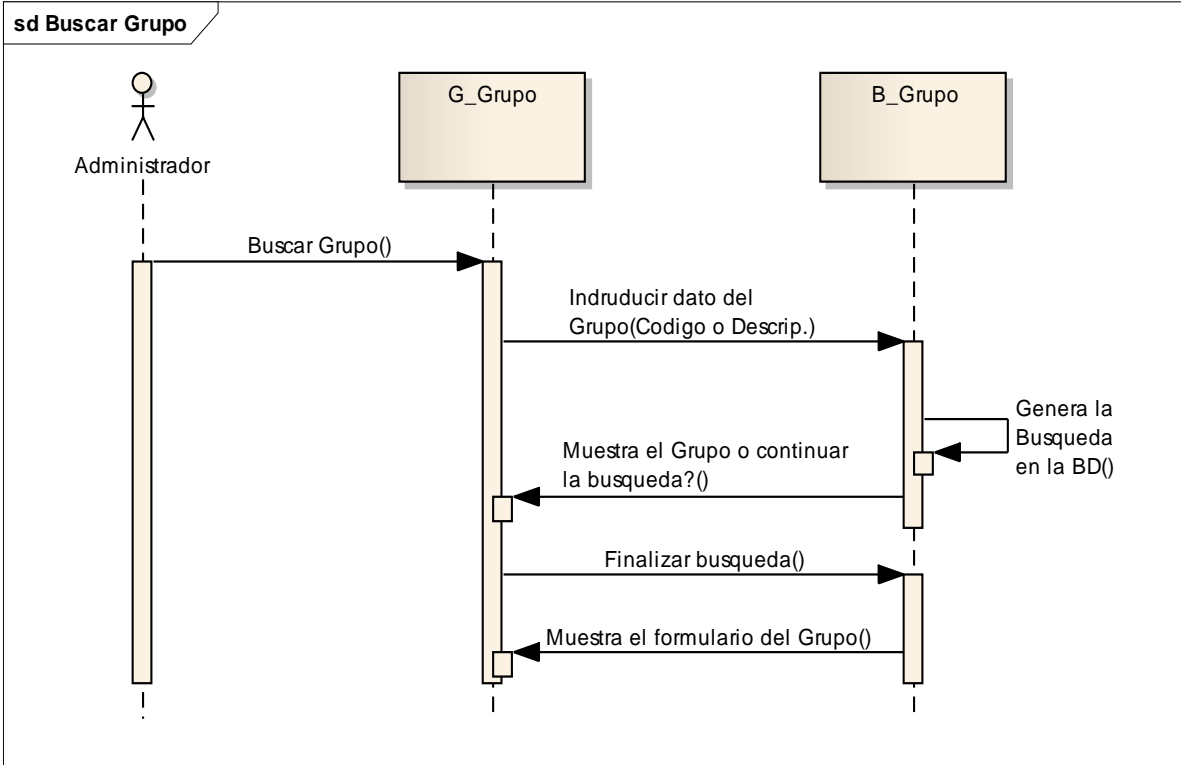 sd Buscar Grupo
Administrador
G_Grupo
B_Grupo
Buscar Grupo()
Indruducir dato del
Grupo(Codigo o Descrip.)
Genera la
Busqueda
en la BD()
Muestra el Grupo o continuar
la busqueda?()
Finalizar busqueda()
Muestra el formulario del Grupo()